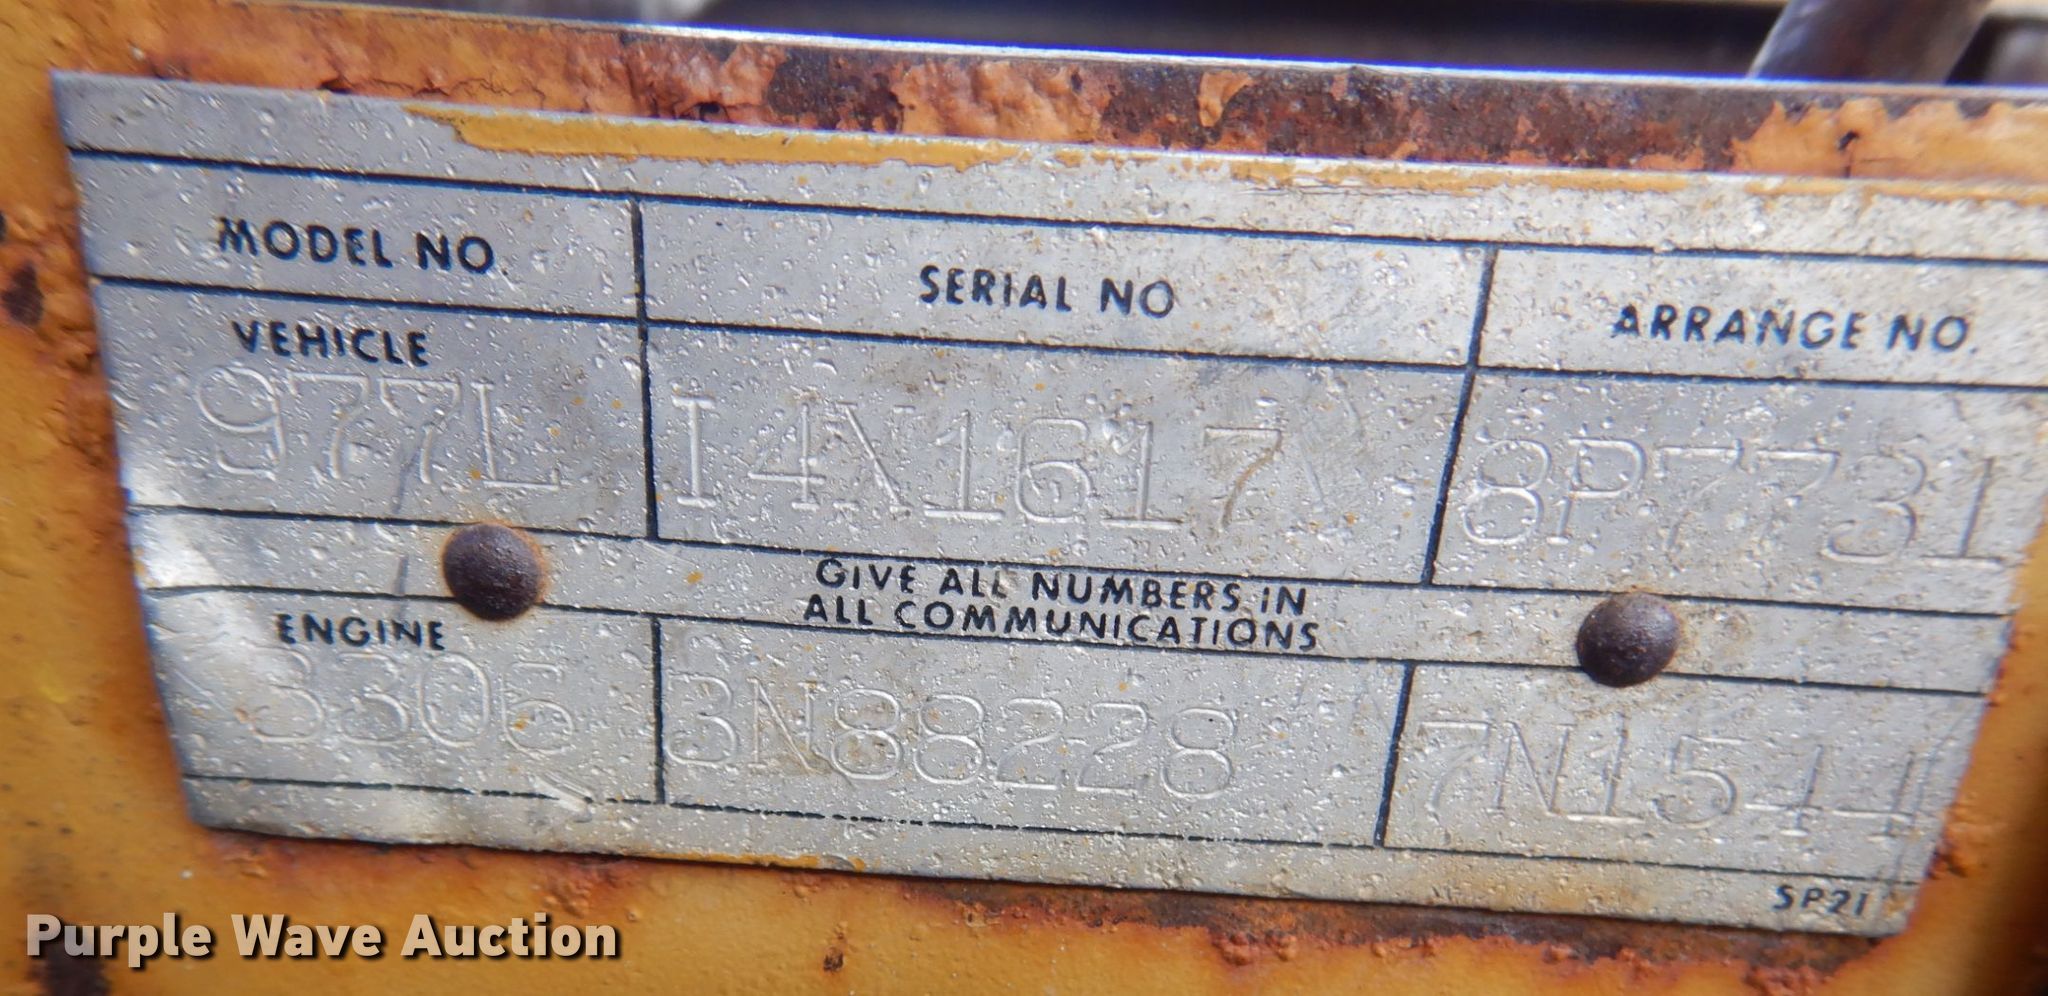 MODEL NO. SERIAL NO ARRANGE NO.
VEHICLE
977L 14X1617 8P7731
GIVE ALL NUMBERS IN
ALL COMMUNICATIONS
ENGINE
3306 3N88228 7N1544
SP21
Purple Wave Auction